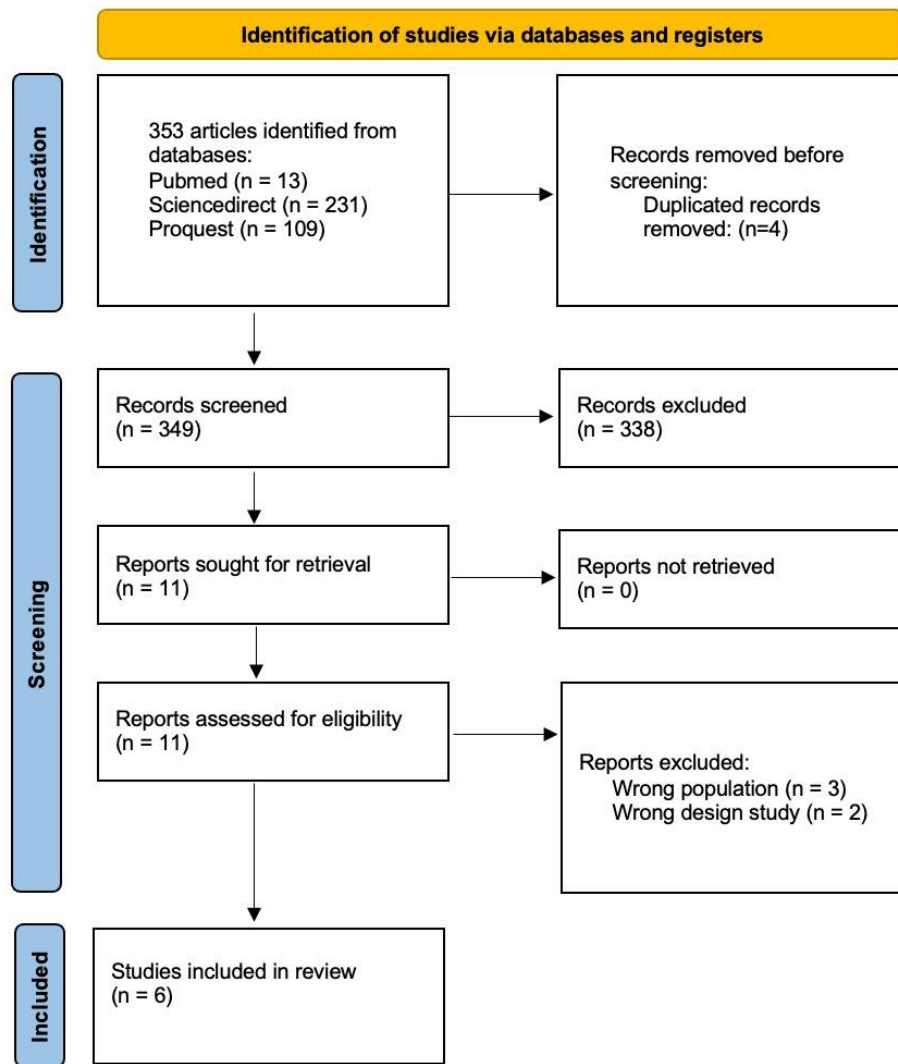 Identification of studies via databases and registers
Identification
353 articles identified from
databases:
Pubmed (n = 13)
Sciencedirect (n = 231)
Proquest (n = 109)
Records removed before
screening:
Duplicated records
removed: (n=4)
Screening
Records screened
(n = 349)
Records excluded
(n = 338)
Reports sought for retrieval
(n = 11)
Reports not retrieved
(n = 0)
Reports assessed for eligibility
(n = 11)
Reports excluded:
Wrong population (n = 3)
Wrong design study (n = 2)
Included
Studies included in review
(n = 6)